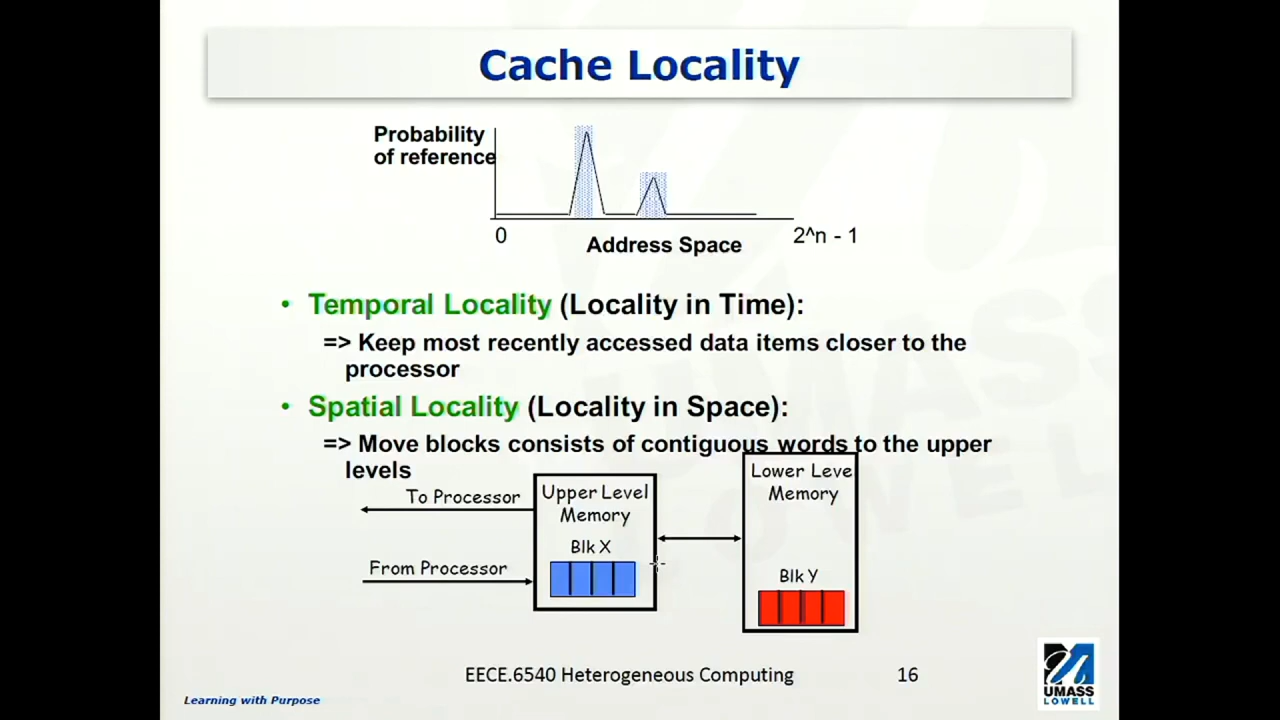 Cache Locality
Probability
of reference
0
Address Space
2^n - 1
• Temporal Locality (Locality in Time):
=> Keep most recently accessed data items closer to the
processor
• Spatial Locality (Locality in Space):
=> Move blocks consists of contiguous words to the upper
levels
To Processor
From Processor
Upper Level
Memory
Blk X
Lower Leve
Memory
Blk Y
EECE.6540 Heterogeneous Computing
16
Learning with Purpose
UMASS
LOWELL